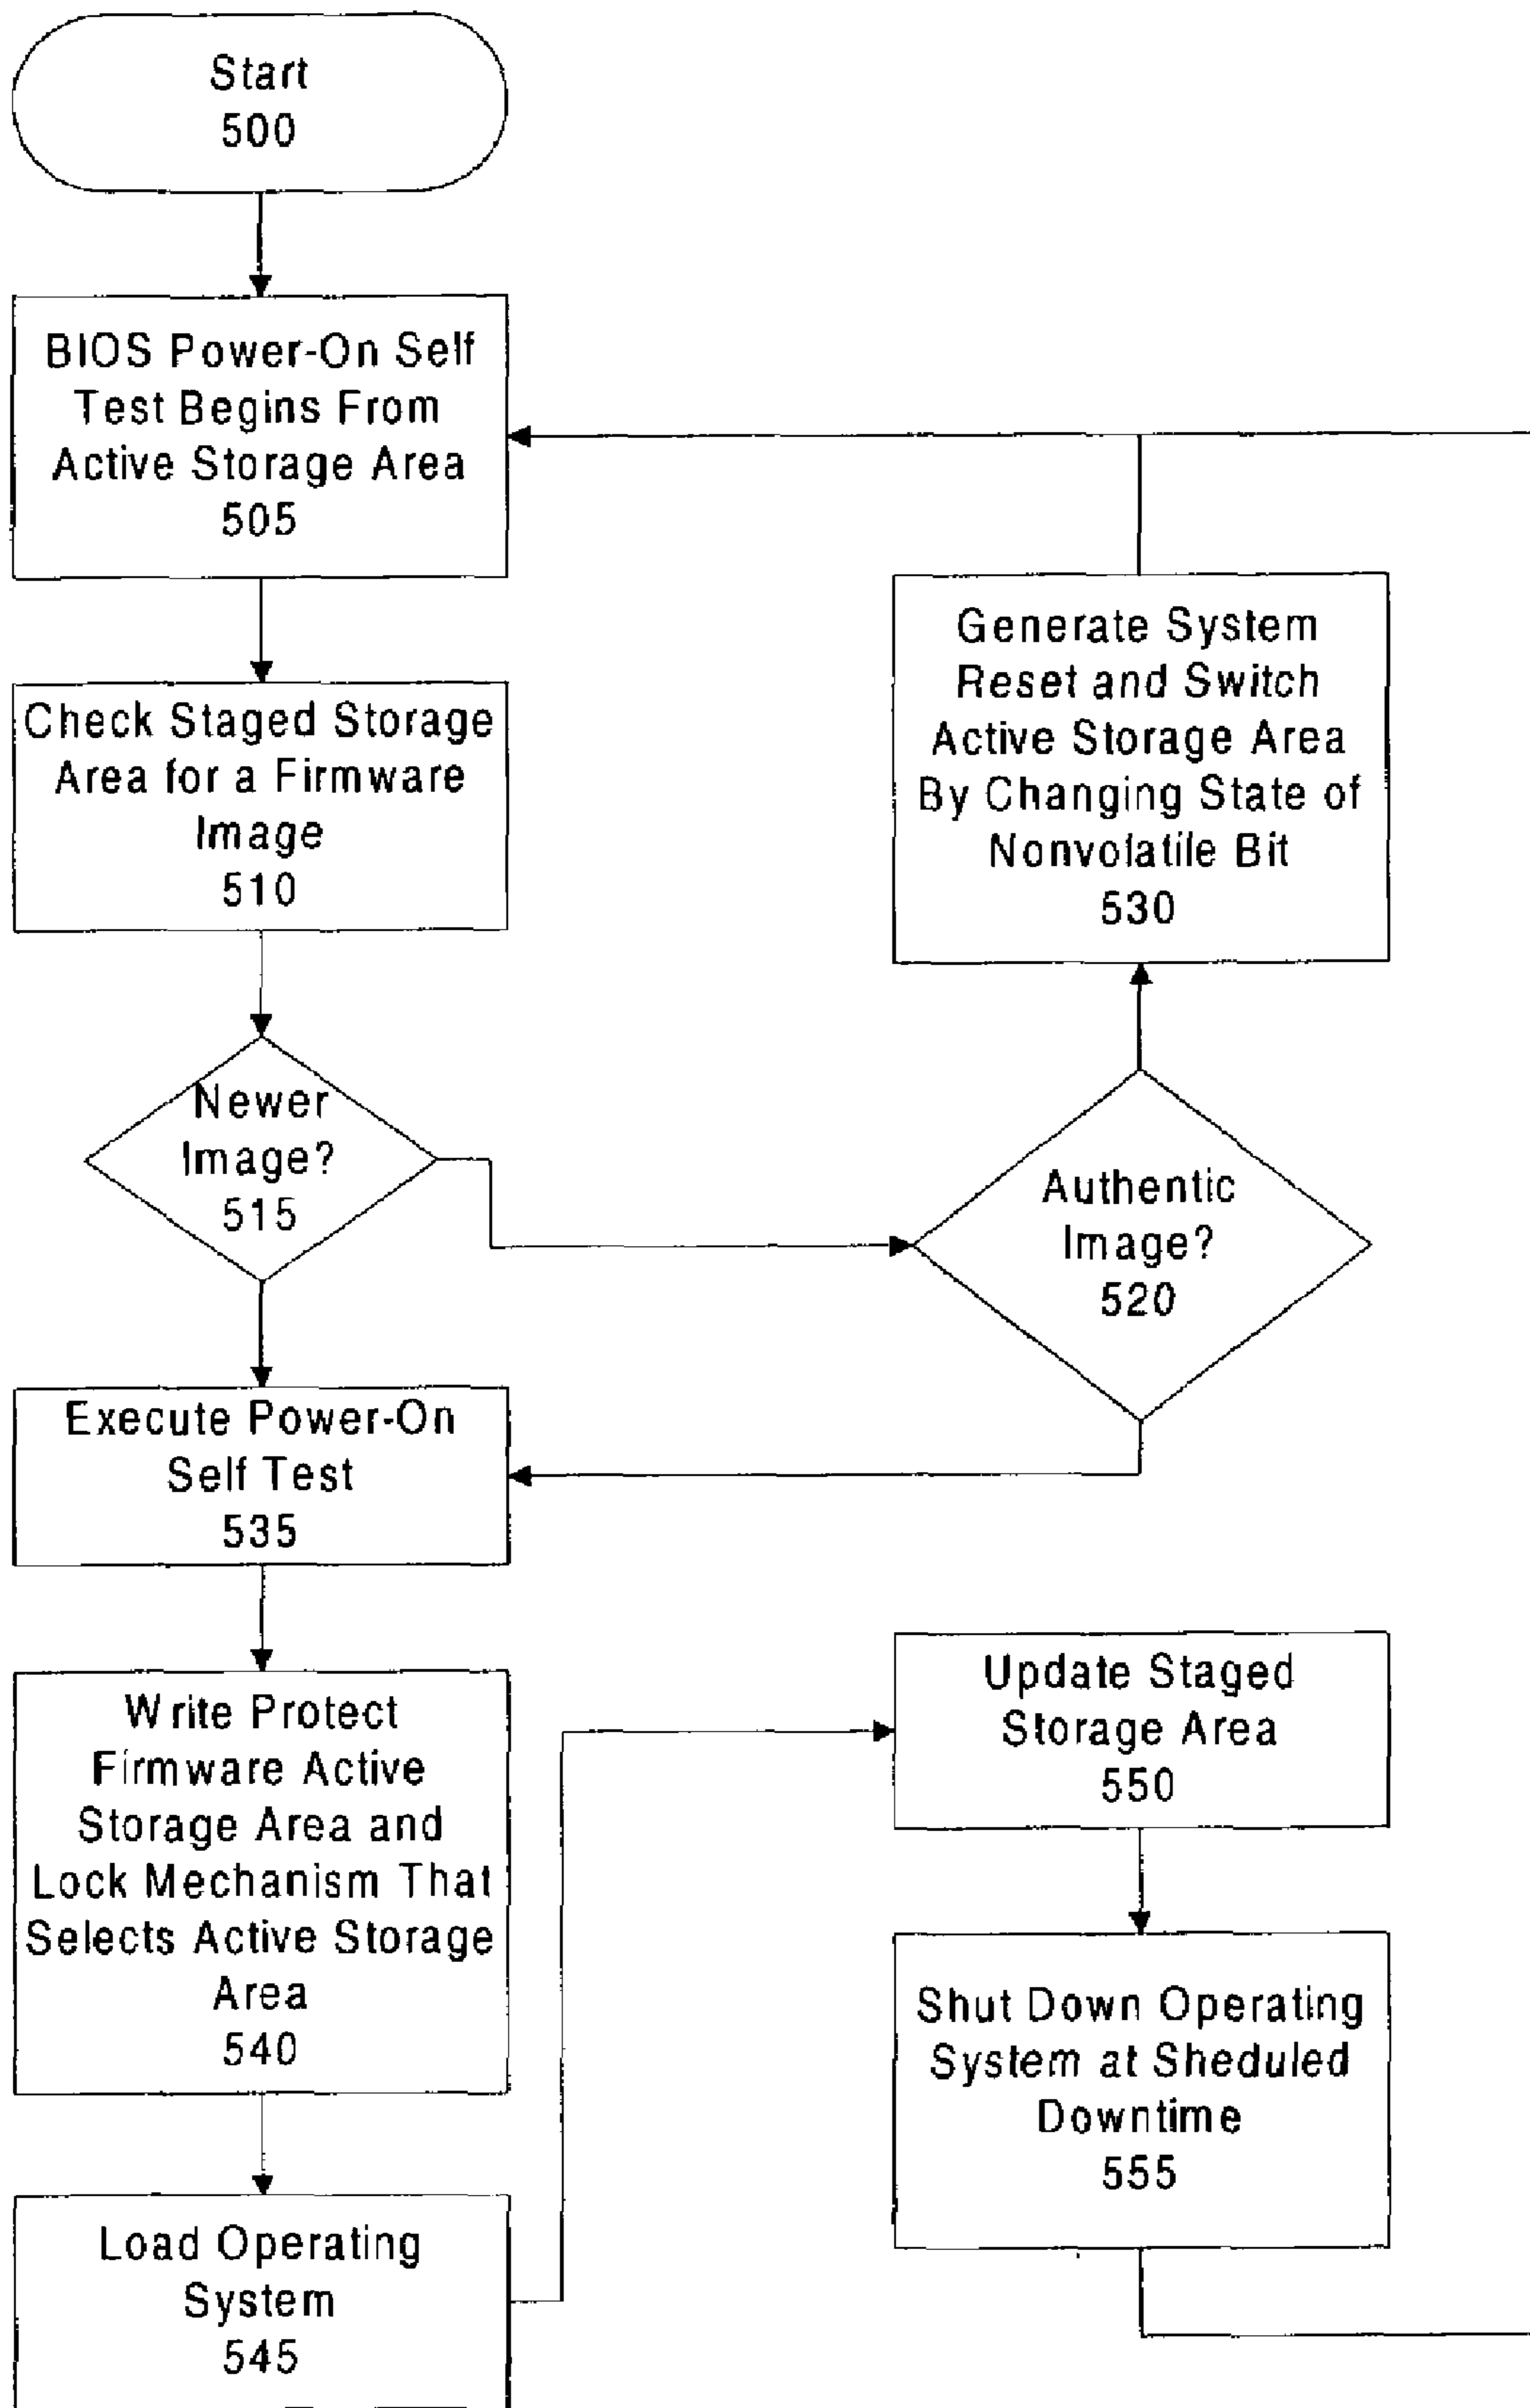 Start
500
BIOS Power-On Self
Test Begins From
Active Storage Area
505
Check Staged Storage
Area for a Firmware
Image
510
Newer
Image?
515
Execute Power-On
Self Test
535
Write Protect
Firmware Active
Storage Area and
Lock Mechanism That
Selects Active Storage
Area
540
Load Operating
System
545
Generate System
Reset and Switch
Active Storage Area
By Changing State of
Nonvolatile Bit
530
Authentic
Image?
520
Update Staged
Storage Area
550
Shut Down Operating
System at Sheduled
Downtime
555